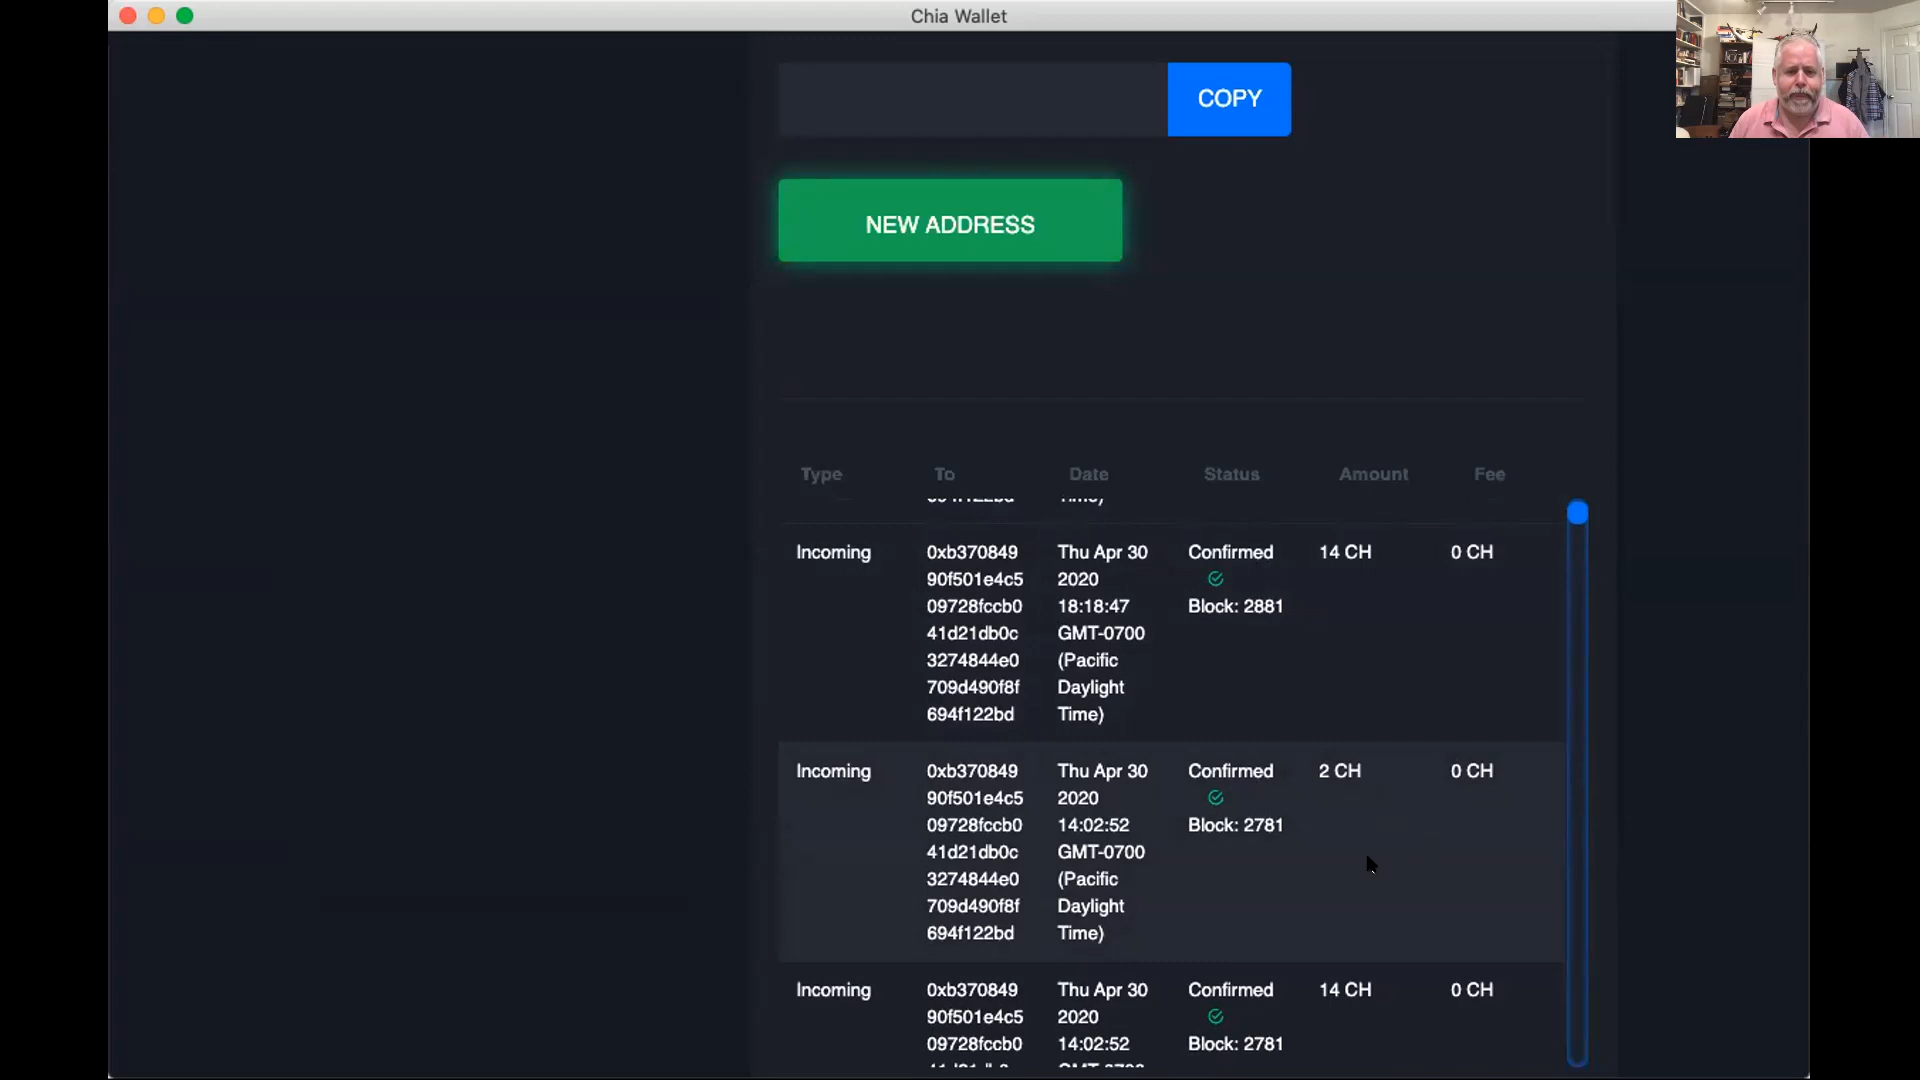 Chia Wallet
COPY
NEW ADDRESS
Type To Date Status Amount Fee
Incoming 0xb370849 Thu Apr 30 Confirmed 14 CH 0 CH
90f501e4c5 2020
09728fccb0 18:18:47 Block: 2881
41d21db0c GMT-0700
3274844e0 (Pacific
709d490f8f Daylight
694f122bd Time)
Incoming 0xb370849 Thu Apr 30 Confirmed 2 CH 0 CH
90f501e4c5 2020
09728fccb0 14:02:52 Block: 2781
41d21db0c GMT-0700
3274844e0 (Pacific
709d490f8f Daylight
694f122bd Time)
Incoming 0xb370849 Thu Apr 30 Confirmed 14 CH 0 CH
90f501e4c5 2020
09728fccb0 14:02:52 Block: 2781